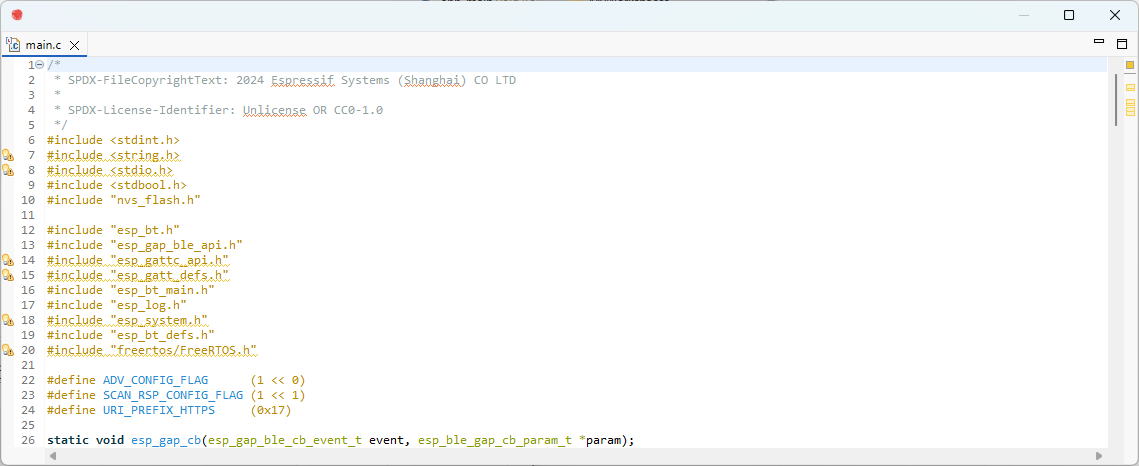 main.c
1 /*
2  * SPDX-FileCopyrightText: 2024 Espressif Systems (Shanghai) CO LTD
3  *
4  * SPDX-License-Identifier: Unlicense OR CC0-1.0
5  */
6 #include <stdint.h>
7 #include <string.h>
8 #include <stdio.h>
9 #include <stdbool.h>
10 #include "nvs_flash.h"
11
12 #include "esp_bt.h"
13 #include "esp_gap_ble_api.h"
14 #include "esp_gattc_api.h"
15 #include "esp_gatt_defs.h"
16 #include "esp_bt_main.h"
17 #include "esp_log.h"
18 #include "esp_system.h"
19 #include "esp_bt_defs.h"
20 #include "freertos/FreeRTOS.h"
21
22 #define ADV_CONFIG_FLAG      (1 << 0)
23 #define SCAN_RSP_CONFIG_FLAG (1 << 1)
24 #define URI_PREFIX_HTTPS     (0x17)
25
26 static void esp_gap_cb(esp_gap_ble_cb_event_t event, esp_ble_gap_cb_param_t *param);